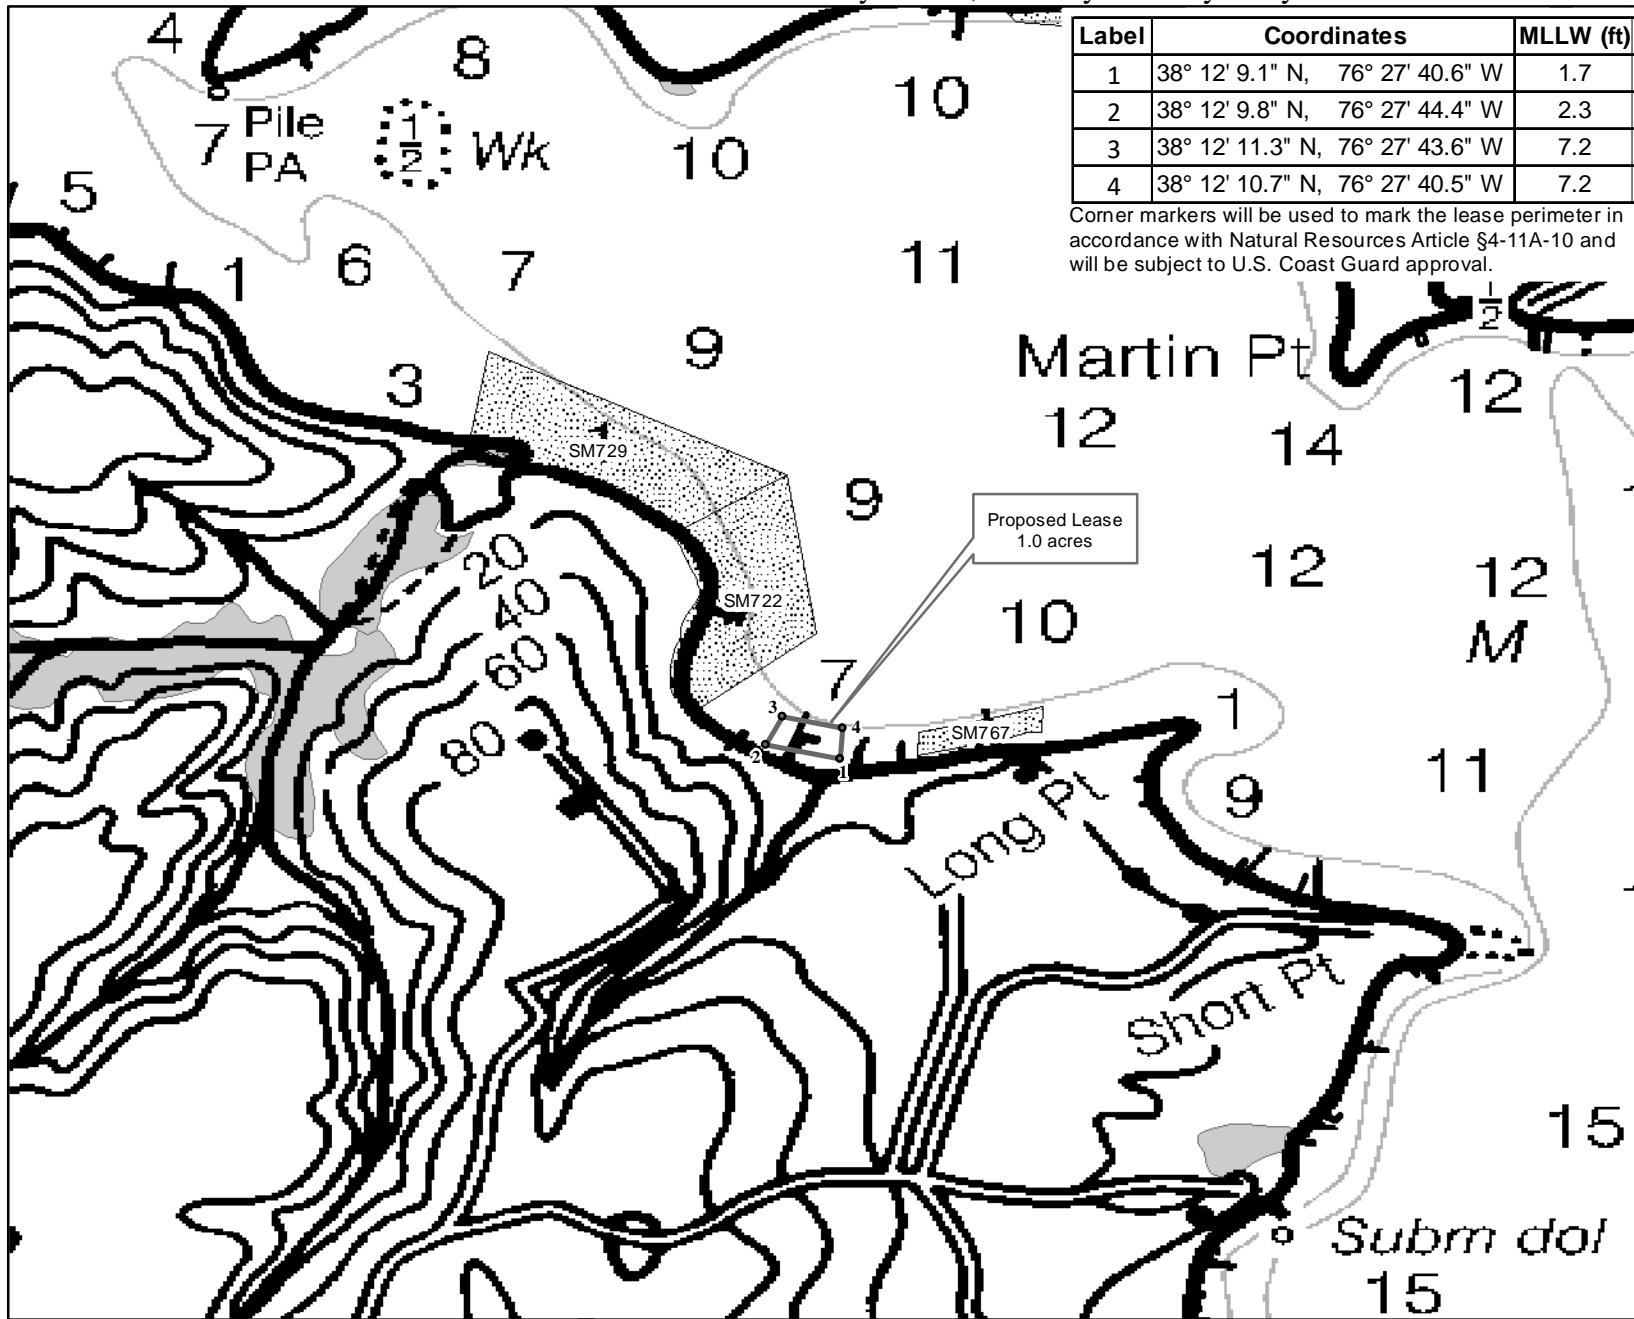 Label Coordinates MLLW (ft)
1 38° 12' 9.1" N, 76° 27' 40.6" W 1.7
2 38° 12' 9.8" N, 76° 27' 44.4" W 2.3
3 38° 12' 11.3" N, 76° 27' 43.6" W 7.2
4 38° 12' 10.7" N, 76° 27' 40.5" W 7.2
Corner markers will be used to mark the lease perimeter in
accordance with Natural Resources Article §4-11A-10 and
will be subject to U.S. Coast Guard approval.
4
8
10
7 Pile
PA
1/2 Wk
10
5
1
6
7
11
1/2
9
Martin Pt
3
12
12
14
SM729
9
Proposed Lease
1.0 acres
20
12
12
40
SM722
10
M
60
7
3
4
1
80
2
1
SM767
11
9
Long Pt
Short Pt
15
Subm dol
15